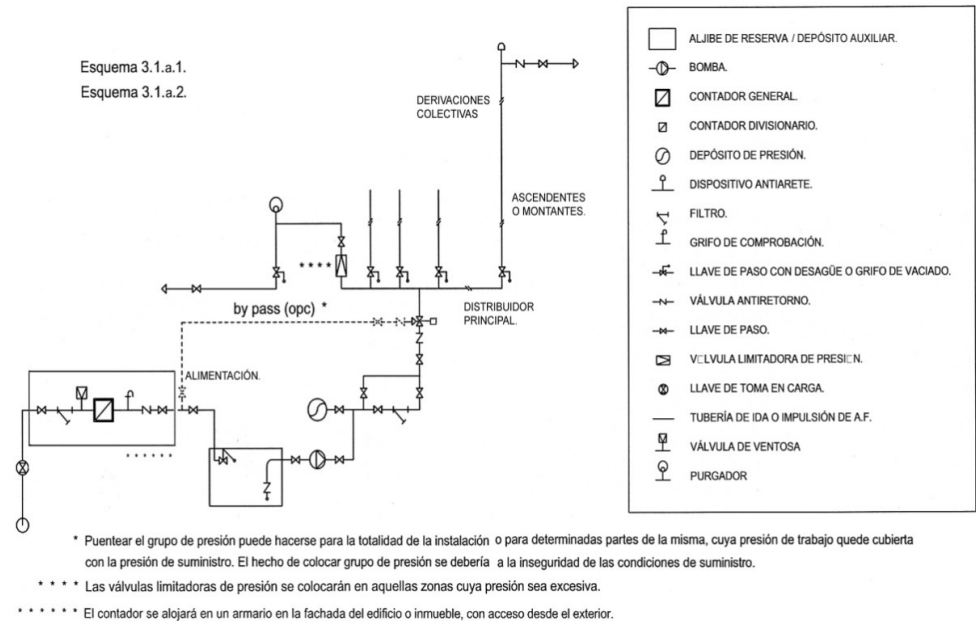 Esquema 3.1.a.1.
Esquema 3.1.a.2.
DERIVACIONES
COLECTIVAS
ASCENDENTES
O MONTANTES.
* * * *
DISTRIBUIDOR
PRINCIPAL.
by pass (opc) *
ALIMENTACIÓN.
* * * * * *
ALJIBE DE RESERVA / DEPÓSITO AUXILIAR.
BOMBA.
CONTADOR GENERAL.
CONTADOR DIVISIONARIO.
DEPÓSITO DE PRESIÓN.
DISPOSITIVO ANTIARETE.
FILTRO.
GRIFO DE COMPROBACIÓN.
LLAVE DE PASO CON DESAGÜE O GRIFO DE VACIADO.
VÁLVULA ANTIRETORNO.
LLAVE DE PASO.
V□LVULA LIMITADORA DE PRESI□N.
LLAVE DE TOMA EN CARGA.
TUBERÍA DE IDA O IMPULSIÓN DE A.F.
VÁLVULA DE VENTOSA
PURGADOR
* Puentear el grupo de presión puede hacerse para la totalidad de la instalación o para determinadas partes de la misma, cuya presión de trabajo quede cubierta
con la presión de suministro. El hecho de colocar grupo de presión se debería a la inseguridad de las condiciones de suministro.
* * * * Las válvulas limitadoras de presión se colocarán en aquellas zonas cuya presión sea excesiva.
* * * * * * El contador se alojará en un armario en la fachada del edificio o inmueble, con acceso desde el exterior.